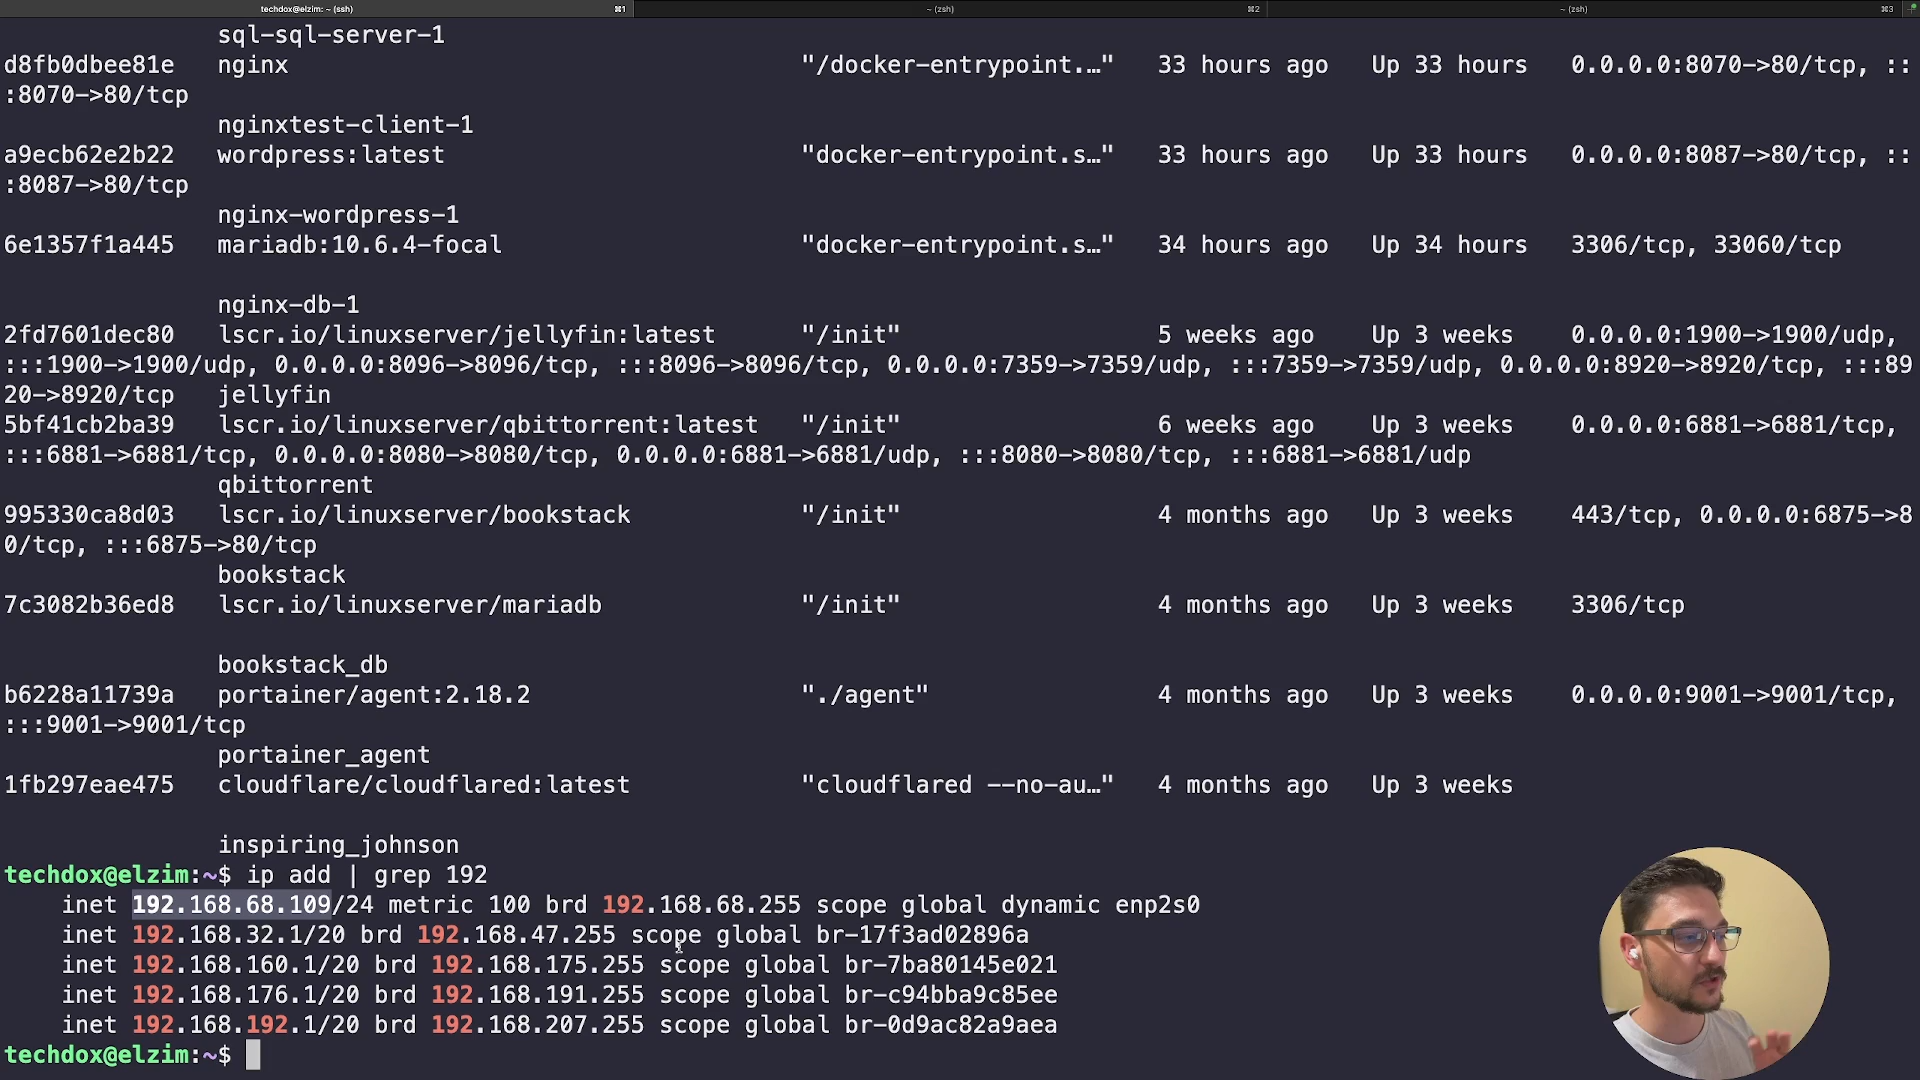 techdox@elzim: ~ (ssh) ⌘1 ~ (zsh) ⌘2 ~ (zsh) ⌘3
sql-sql-server-1
d8fb0dbee81e nginx "/docker-entrypoint.…" 33 hours ago Up 33 hours 0.0.0.0:8070->80/tcp, ::
:8070->80/tcp
nginxtest-client-1
a9ecb62e2b22 wordpress:latest "docker-entrypoint.s…" 33 hours ago Up 33 hours 0.0.0.0:8087->80/tcp, ::
:8087->80/tcp
nginx-wordpress-1
6e1357f1a445 mariadb:10.6.4-focal "docker-entrypoint.s…" 34 hours ago Up 34 hours 3306/tcp, 33060/tcp
nginx-db-1
2fd7601dec80 lscr.io/linuxserver/jellyfin:latest "/init" 5 weeks ago Up 3 weeks 0.0.0.0:1900->1900/udp,
:::1900->1900/udp, 0.0.0.0:8096->8096/tcp, :::8096->8096/tcp, 0.0.0.0:7359->7359/udp, :::7359->7359/udp, 0.0.0.0:8920->8920/tcp, :::89
20->8920/tcp jellyfin
5bf41cb2ba39 lscr.io/linuxserver/qbittorrent:latest "/init" 6 weeks ago Up 3 weeks 0.0.0.0:6881->6881/tcp,
:::6881->6881/tcp, 0.0.0.0:8080->8080/tcp, 0.0.0.0:6881->6881/udp, :::8080->8080/tcp, :::6881->6881/udp
qbittorrent
995330ca8d03 lscr.io/linuxserver/bookstack "/init" 4 months ago Up 3 weeks 443/tcp, 0.0.0.0:6875->8
0/tcp, :::6875->80/tcp
bookstack
7c3082b36ed8 lscr.io/linuxserver/mariadb "/init" 4 months ago Up 3 weeks 3306/tcp
bookstack_db
b6228a11739a portainer/agent:2.18.2 "./agent" 4 months ago Up 3 weeks 0.0.0.0:9001->9001/tcp,
:::9001->9001/tcp
portainer_agent
1fb297eae475 cloudflare/cloudflared:latest "cloudflared --no-au…" 4 months ago Up 3 weeks
inspiring_johnson
techdox@elzim:~$ ip add | grep 192
inet 192.168.68.109/24 metric 100 brd 192.168.68.255 scope global dynamic enp2s0
inet 192.168.32.1/20 brd 192.168.47.255 scope global br-17f3ad02896a
inet 192.168.160.1/20 brd 192.168.175.255 scope global br-7ba80145e021
inet 192.168.176.1/20 brd 192.168.191.255 scope global br-c94bba9c85ee
inet 192.168.192.1/20 brd 192.168.207.255 scope global br-0d9ac82a9aea
techdox@elzim:~$